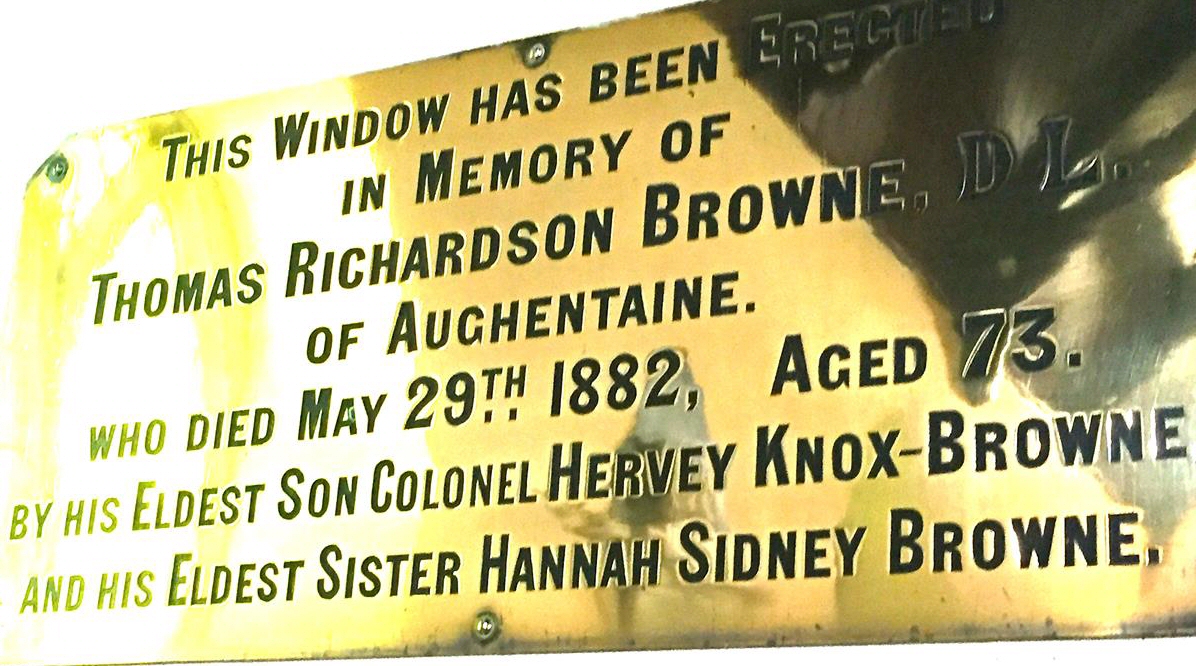 THIS WINDOW HAS BEEN ERECTED
IN MEMORY OF
THOMAS RICHARDSON BROWNE, D L.
OF AUGHENTAINE.
WHO DIED MAY 29TH 1882, AGED 73.
BY HIS ELDEST SON COLONEL HERVEY KNOX-BROWNE
AND HIS ELDEST SISTER HANNAH SIDNEY BROWNE.